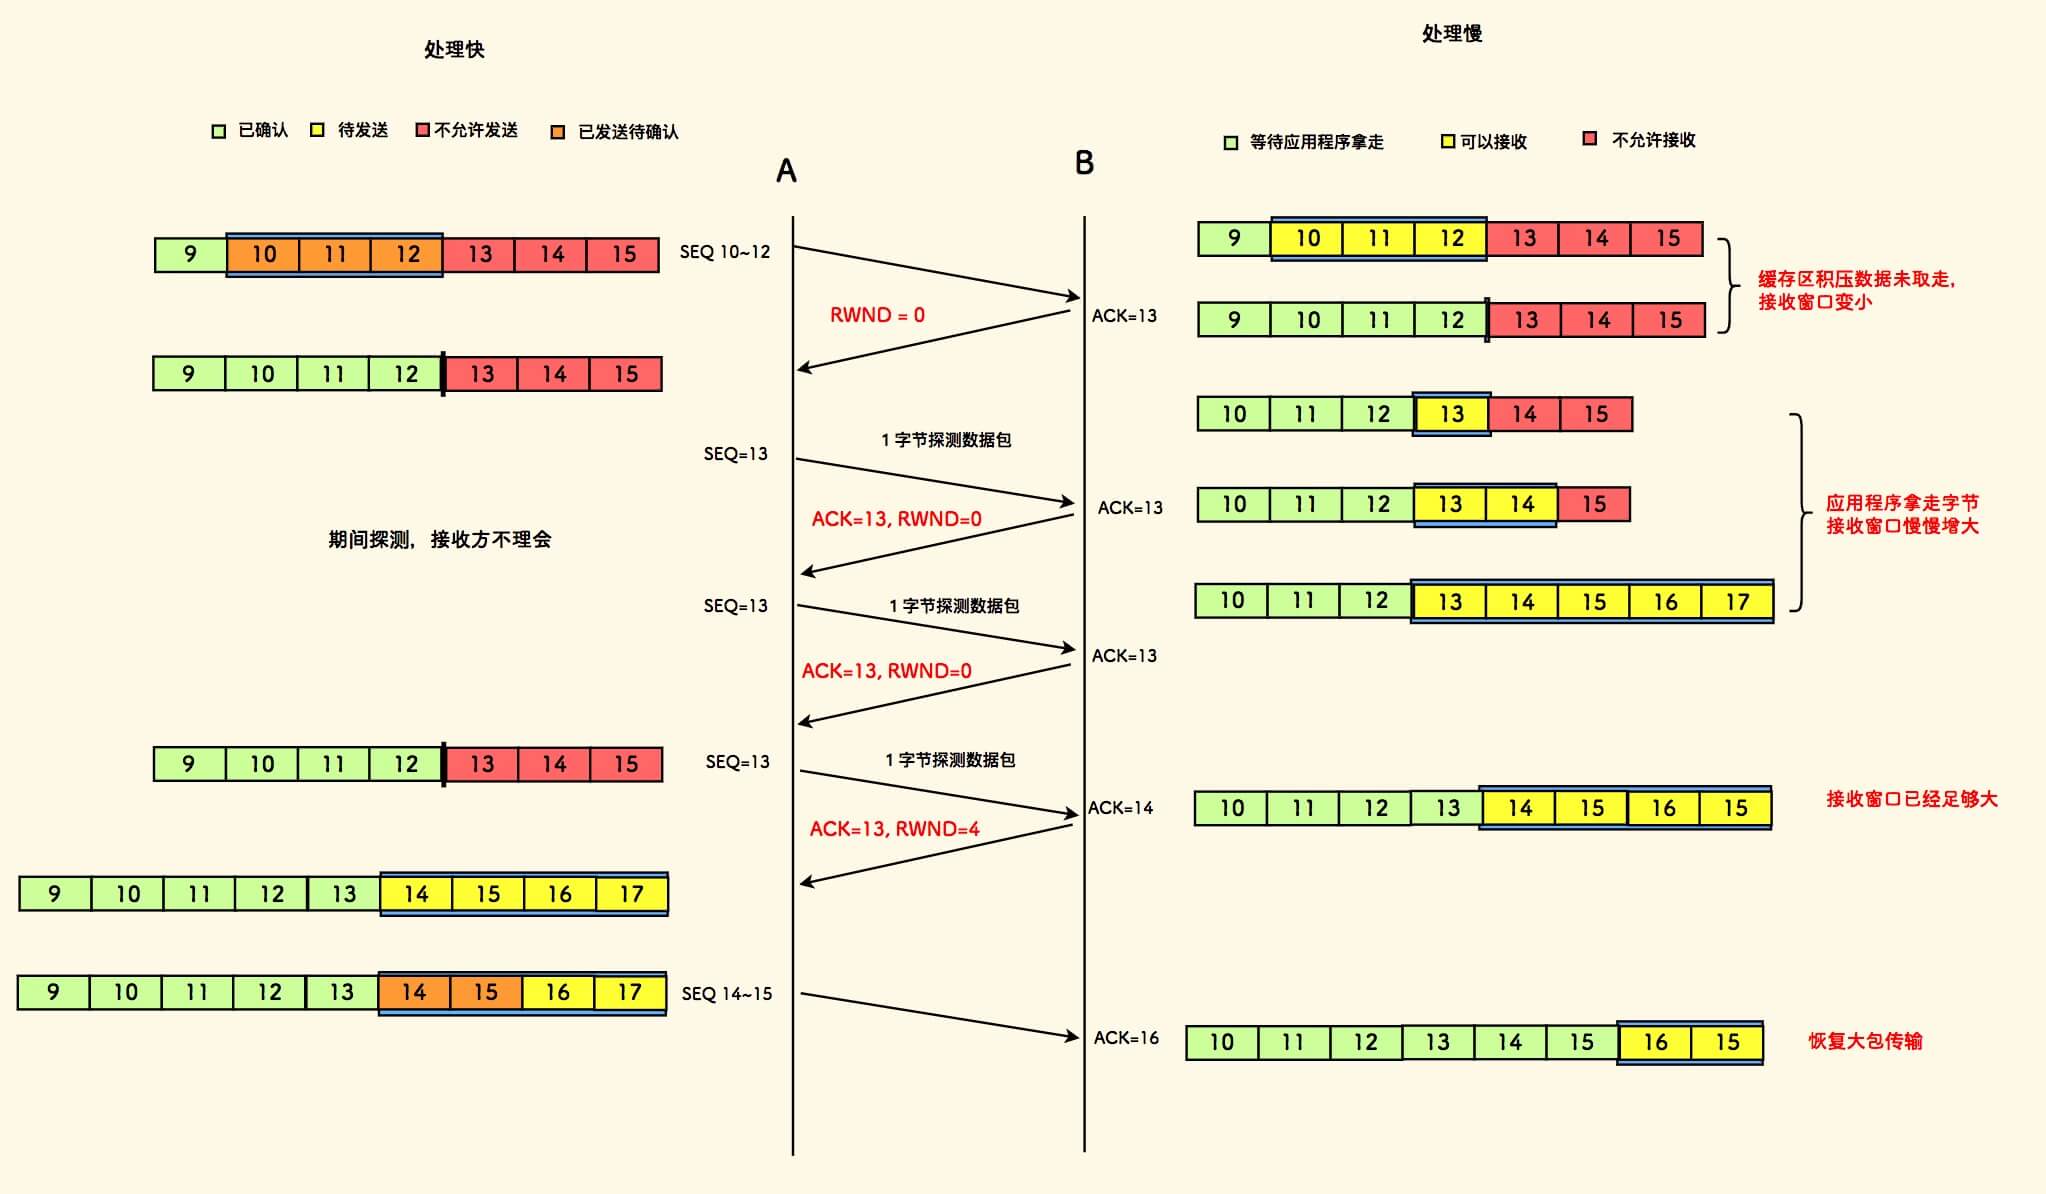 处理快
处理慢
已确认 待发送 不允许发送 已发送待确认
等待应用程序拿走 可以接收 不允许接收
A
B
9 10 11 12 13 14 15
SEQ 10~12
9 10 11 12 13 14 15
缓存区积压数据未取走,
接收窗口变小
RWND = 0
ACK=13
9 10 11 12 13 14 15
9 10 11 12 13 14 15
10 11 12 13 14 15
1 字节探测数据包
SEQ=13
ACK=13, RWND=0
ACK=13
10 11 12 13 14 15
应用程序拿走字节
接收窗口慢慢增大
期间探测，接收方不理会
SEQ=13
1 字节探测数据包
10 11 12 13 14 15 16 17
ACK=13, RWND=0
ACK=13
9 10 11 12 13 14 15
SEQ=13
1 字节探测数据包
ACK=13, RWND=4
ACK=14
10 11 12 13 14 15 16 15
接收窗口已经足够大
9 10 11 12 13 14 15 16 17
9 10 11 12 13 14 15 16 17
SEQ 14~15
ACK=16
10 11 12 13 14 15 16 15
恢复大包传输